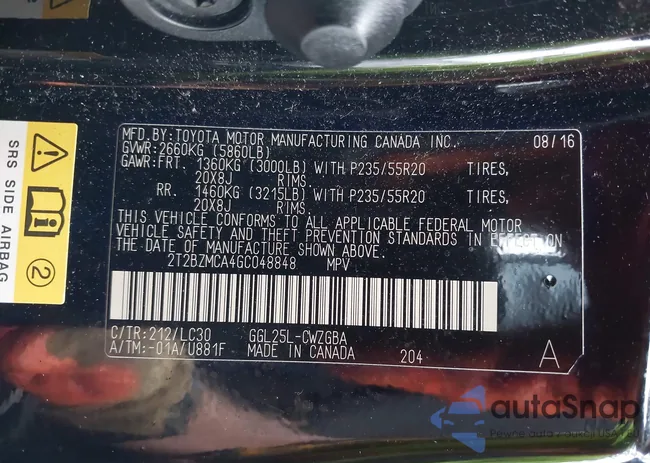 MFD.BY:TOYOTA MOTOR MANUFACTURING CANADA INC. 08/16
GVWR:2660KG (5860LB)
GAWR:FRT. 1360KG (3000LB) WITH P235/55R20 TIRES,
20X8J RIMS,
RR. 1460KG (3215LB) WITH P235/55R20 TIRES,
20X8J RIMS.
THIS VEHICLE CONFORMS TO ALL APPLICABLE FEDERAL MOTOR
VEHICLE SAFETY AND THEFT PREVENTION STANDARDS IN EFFECT ON
THE DATE OF MANUFACTURE SHOWN ABOVE.
2T2BZMCA4GC048848 MPV
C/TR:212/LC30 GGL25L-CWZGBA
A/TM:-01A/U881F MADE IN CANADA 204 A
SRS SIDE AIRBAG
2
autoSnap
Pewne auto z